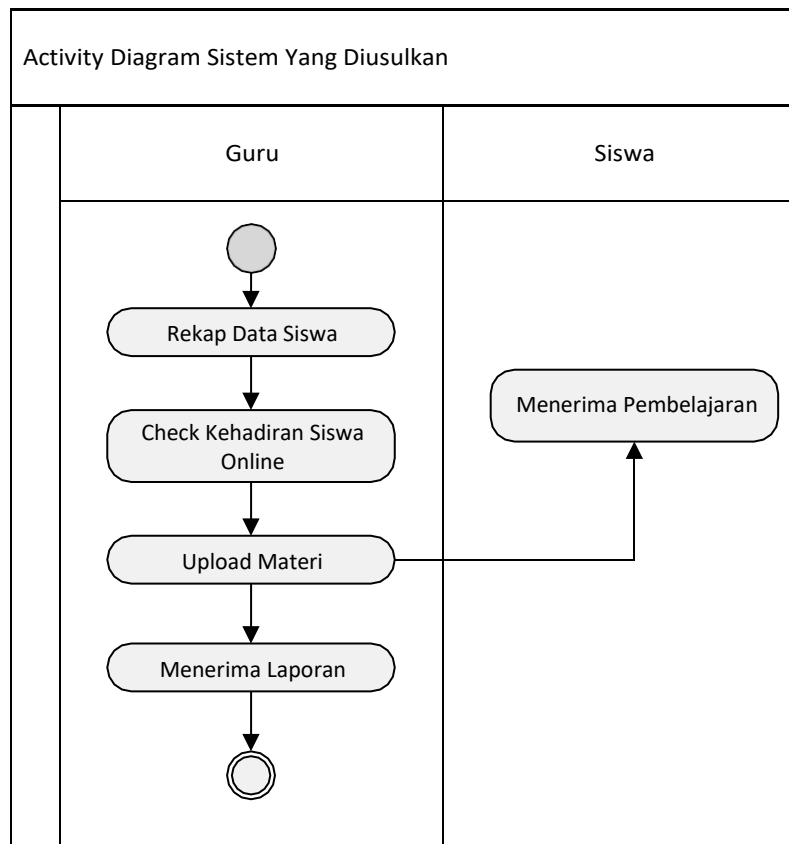 Activity Diagram Sistem Yang Diusulkan
Guru
Siswa
Rekap Data Siswa
Menerima Pembelajaran
Check Kehadiran Siswa
Online
Upload Materi
Menerima Laporan